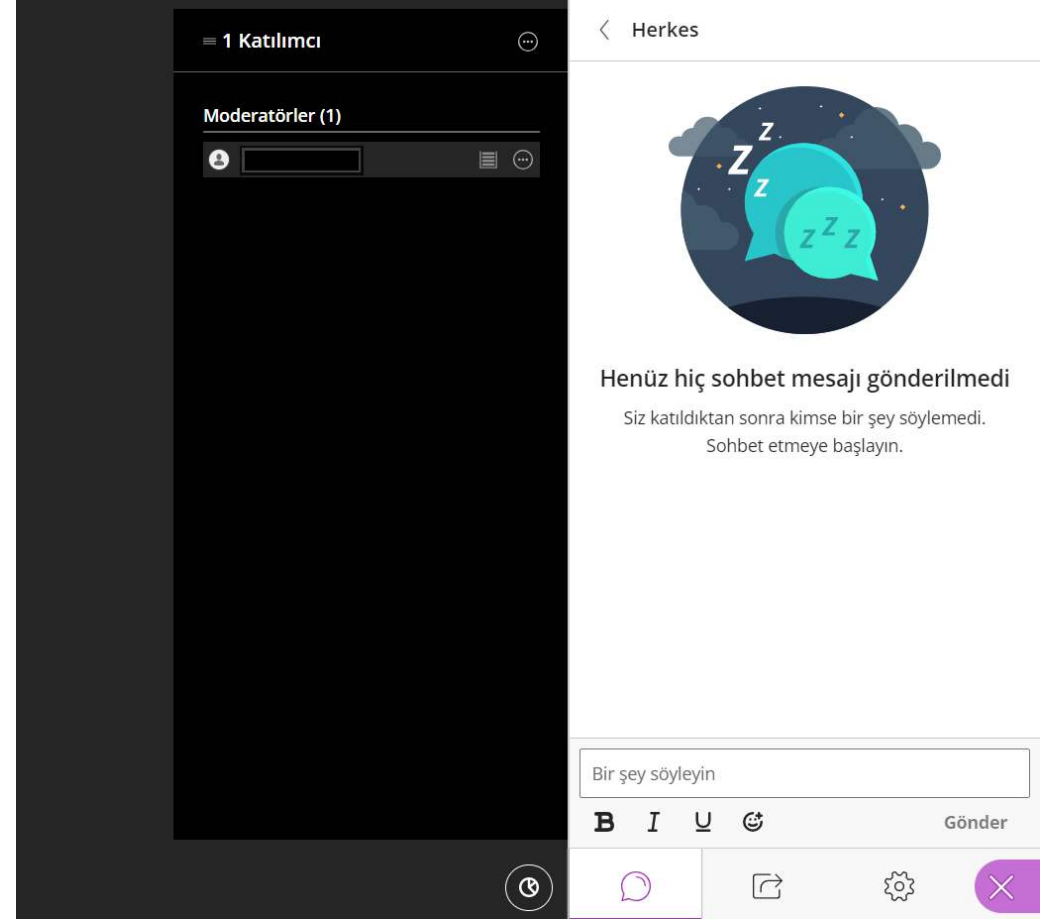 1 Katılımcı
Moderatörler (1)
Herkes
z
Z
z
z Z z
Henüz hiç sohbet mesajı gönderilmedi
Siz katıldıktan sonra kimse bir şey söylemedi.
Sohbet etmeye başlayın.
Bir şey söyleyin
B I U
Gönder